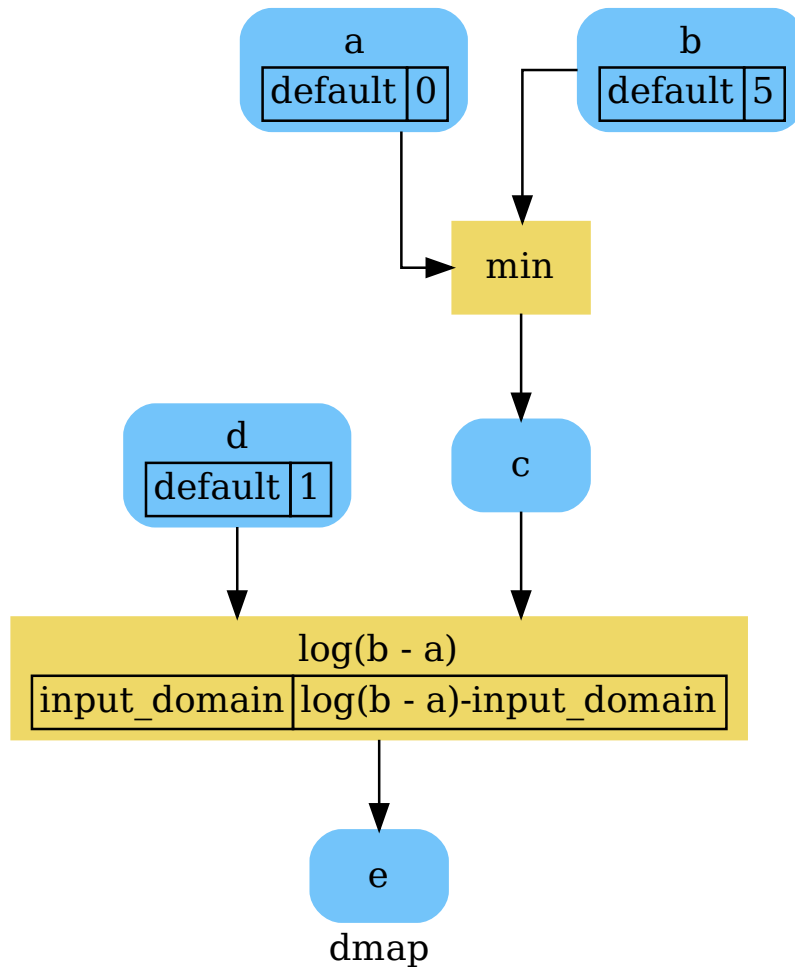 a
default 0
b
default 5
min
d
default 1
c
log(b - a)
input_domain log(b - a)-input_domain
e
dmap